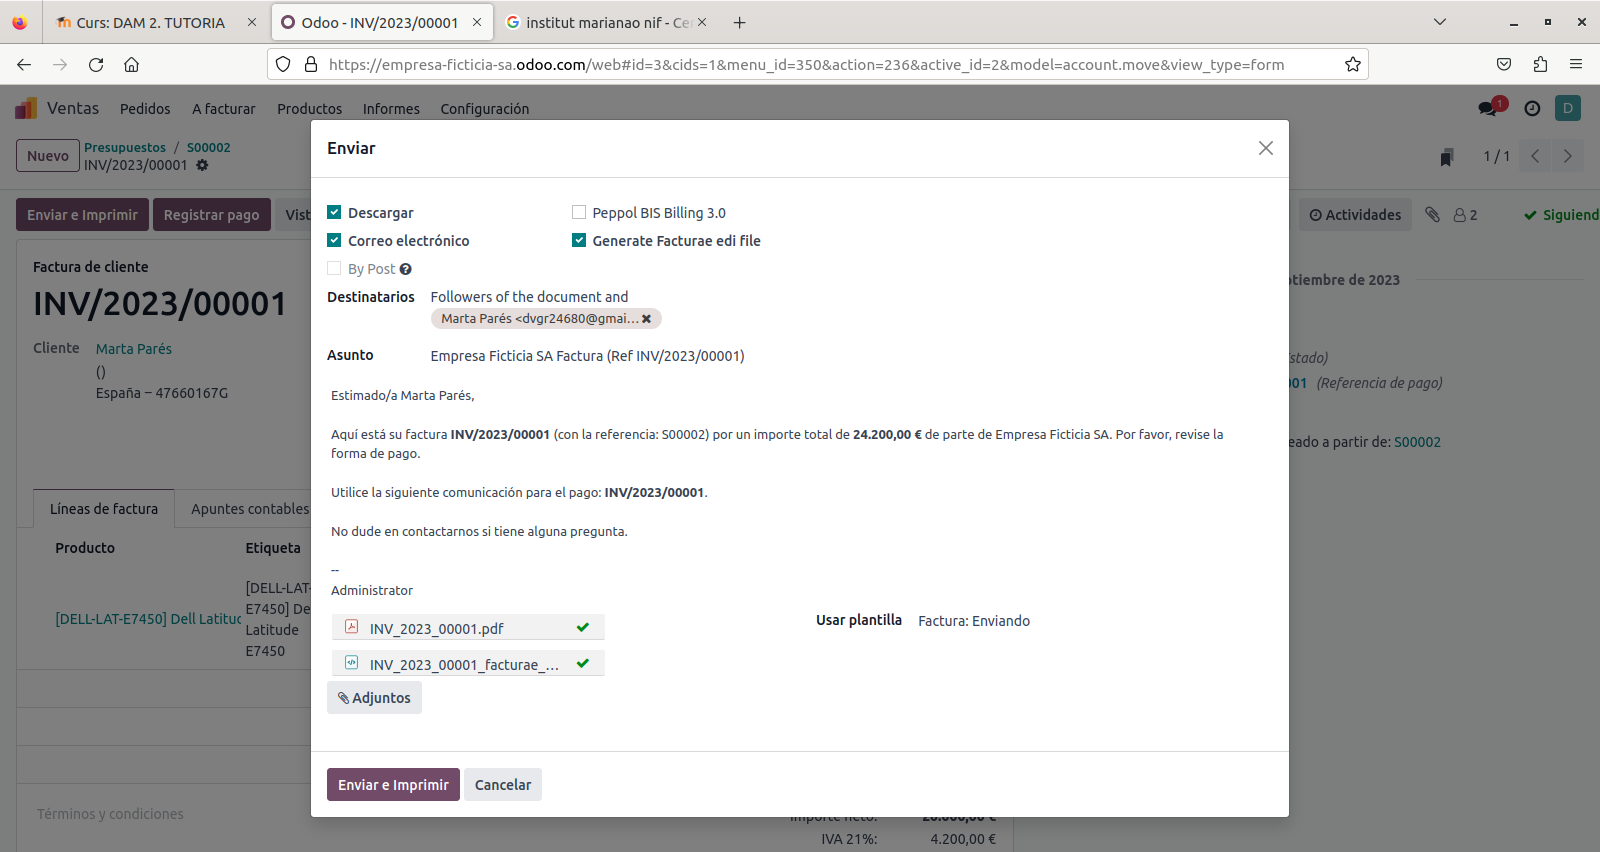 Curs: DAM 2. TUTORIA
Odoo - INV/2023/00001
institut marianao nif - Ce
https://empresa-ficticia-sa.odoo.com/web#id=3&cids=1&menu_id=350&action=236&active_id=2&model=account.move&view_type=form
Ventas Pedidos A facturar Productos Informes Configuración
1
D
Nuevo
Presupuestos / S00002
INV/2023/00001
1 / 1
Enviar e Imprimir Registrar pago Vist
Actividades 2 Siguiend
Factura de cliente
INV/2023/00001
Cliente Marta Parés
()
España – 47660167G
Líneas de factura Apuntes contables
Producto Etiqueta
[DELL-LAT-E7450] Dell Latitud
[DELL-LAT-
E7450] De
Latitude
E7450
Términos y condiciones
Enviar
Descargar
Peppol BIS Billing 3.0
Correo electrónico
Generate Facturae edi file
By Post
Destinatarios Followers of the document and
Marta Parés <dvgr24680@gmai...
Asunto Empresa Ficticia SA Factura (Ref INV/2023/00001)
Estimado/a Marta Parés,
Aquí está su factura INV/2023/00001 (con la referencia: S00002) por un importe total de 24.200,00 € de parte de Empresa Ficticia SA. Por favor, revise la
forma de pago.
Utilice la siguiente comunicación para el pago: INV/2023/00001.
No dude en contactarnos si tiene alguna pregunta.
--
Administrator
INV_2023_00001.pdf
Usar plantilla Factura: Enviando
INV_2023_00001_facturae_...
Adjuntos
Enviar e Imprimir Cancelar
ptiembre de 2023
stado)
001 (Referencia de pago)
eado a partir de: S00002
Importe neto: 20.000,00 €
IVA 21%: 4.200,00 €